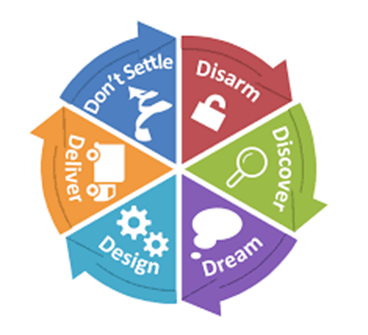 Disarm
Discover
Dream
Design
Deliver
Don't Settle